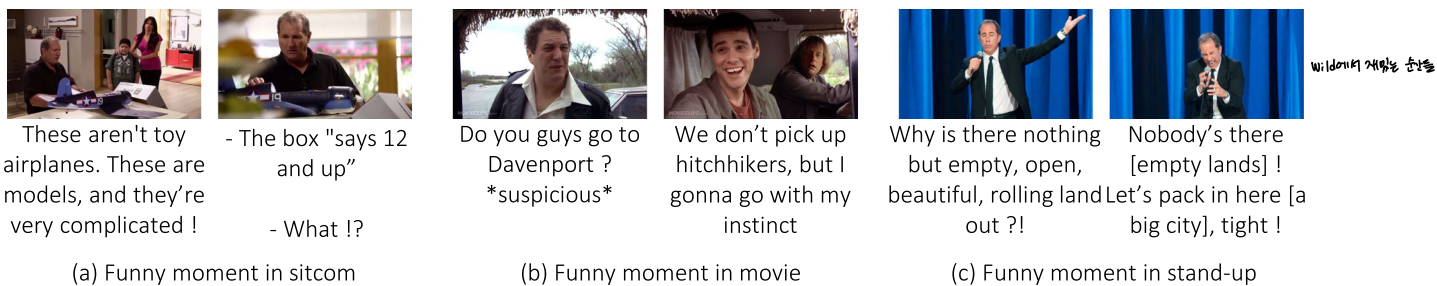 These aren't toy
airplanes. These are
models, and they’re
very complicated !
- The box "says 12
and up”
- What !?
(a) Funny moment in sitcom
Do you guys go to
Davenport ?
*suspicious*
We don’t pick up
hitchhikers, but I
gonna go with my
instinct
(b) Funny moment in movie
Why is there nothing
but empty, open,
beautiful, rolling land
out ?!
Nobody’s there
[empty lands] !
Let’s pack in here [a
big city], tight !
(c) Funny moment in stand-up
Wild에서 재밌는 순간들